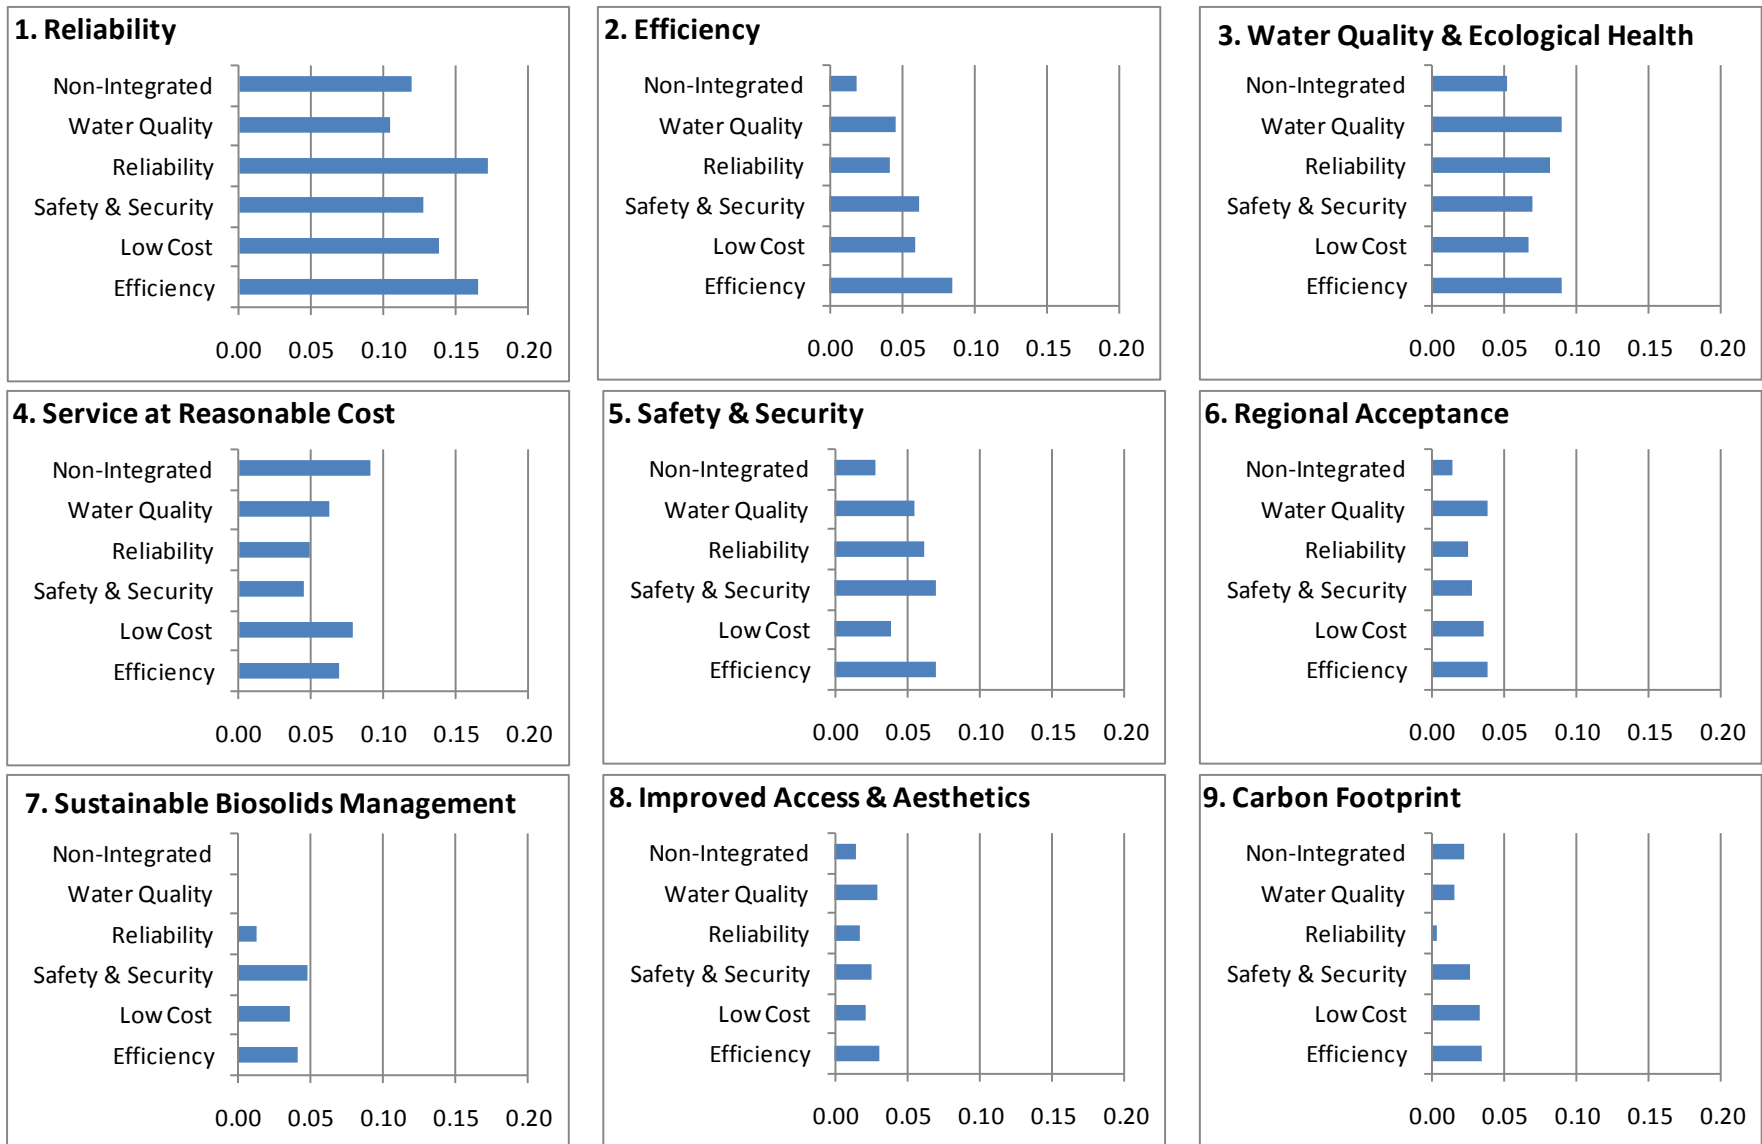 1. Reliability
Non-Integrated
Water Quality
Reliability
Safety & Security
Low Cost
Efficiency
0.00 0.05 0.10 0.15 0.20
2. Efficiency
Non-Integrated
Water Quality
Reliability
Safety & Security
Low Cost
Efficiency
0.00 0.05 0.10 0.15 0.20
3. Water Quality & Ecological Health
Non-Integrated
Water Quality
Reliability
Safety & Security
Low Cost
Efficiency
0.00 0.05 0.10 0.15 0.20
4. Service at Reasonable Cost
Non-Integrated
Water Quality
Reliability
Safety & Security
Low Cost
Efficiency
0.00 0.05 0.10 0.15 0.20
5. Safety & Security
Non-Integrated
Water Quality
Reliability
Safety & Security
Low Cost
Efficiency
0.00 0.05 0.10 0.15 0.20
6. Regional Acceptance
Non-Integrated
Water Quality
Reliability
Safety & Security
Low Cost
Efficiency
0.00 0.05 0.10 0.15 0.20
7. Sustainable Biosolids Management
Non-Integrated
Water Quality
Reliability
Safety & Security
Low Cost
Efficiency
0.00 0.05 0.10 0.15 0.20
8. Improved Access & Aesthetics
Non-Integrated
Water Quality
Reliability
Safety & Security
Low Cost
Efficiency
0.00 0.05 0.10 0.15 0.20
9. Carbon Footprint
Non-Integrated
Water Quality
Reliability
Safety & Security
Low Cost
Efficiency
0.00 0.05 0.10 0.15 0.20